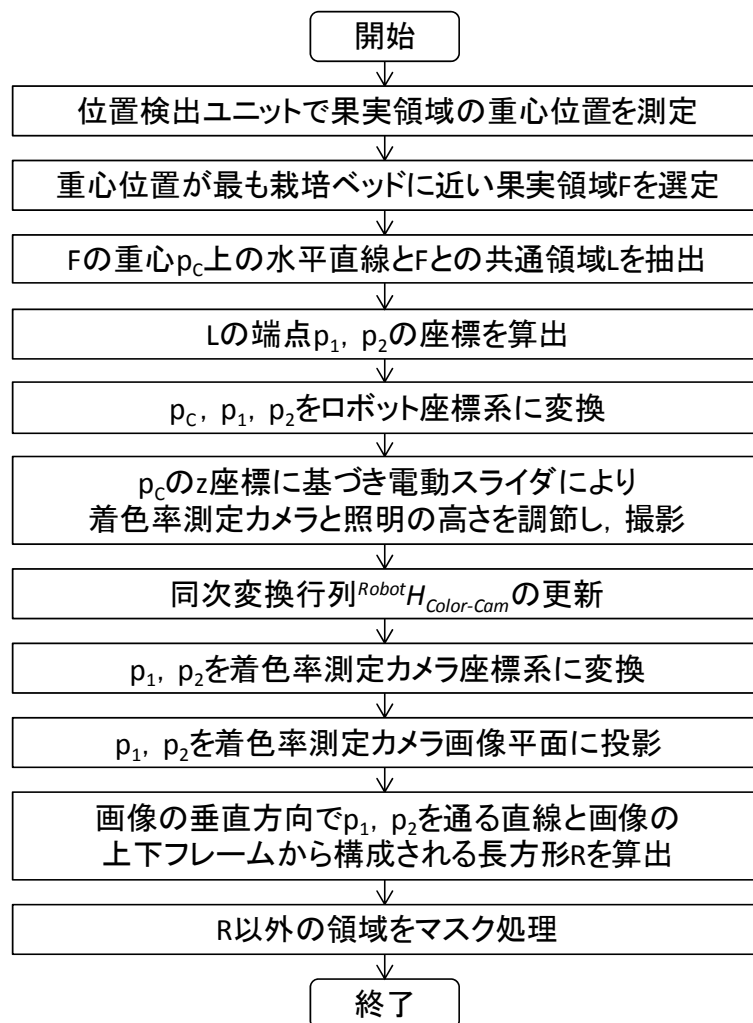 開始
位置検出ユニットで果実領域の重心位置を測定
重心位置が最も栽培ベッドに近い果実領域Fを選定
Fの重心pC上の水平直線とFとの共通領域Lを抽出
Lの端点p1, p2の座標を算出
pC, p1, p2をロボット座標系に変換
pCのz座標に基づき電動スライダにより
着色率測定カメラと照明の高さを調節し, 撮影
同次変換行列RobotHColor-Camの更新
p1, p2を着色率測定カメラ座標系に変換
p1, p2を着色率測定カメラ画像平面に投影
画像の垂直方向でp1, p2を通る直線と画像の
上下フレームから構成される長方形Rを算出
R以外の領域をマスク処理
終了